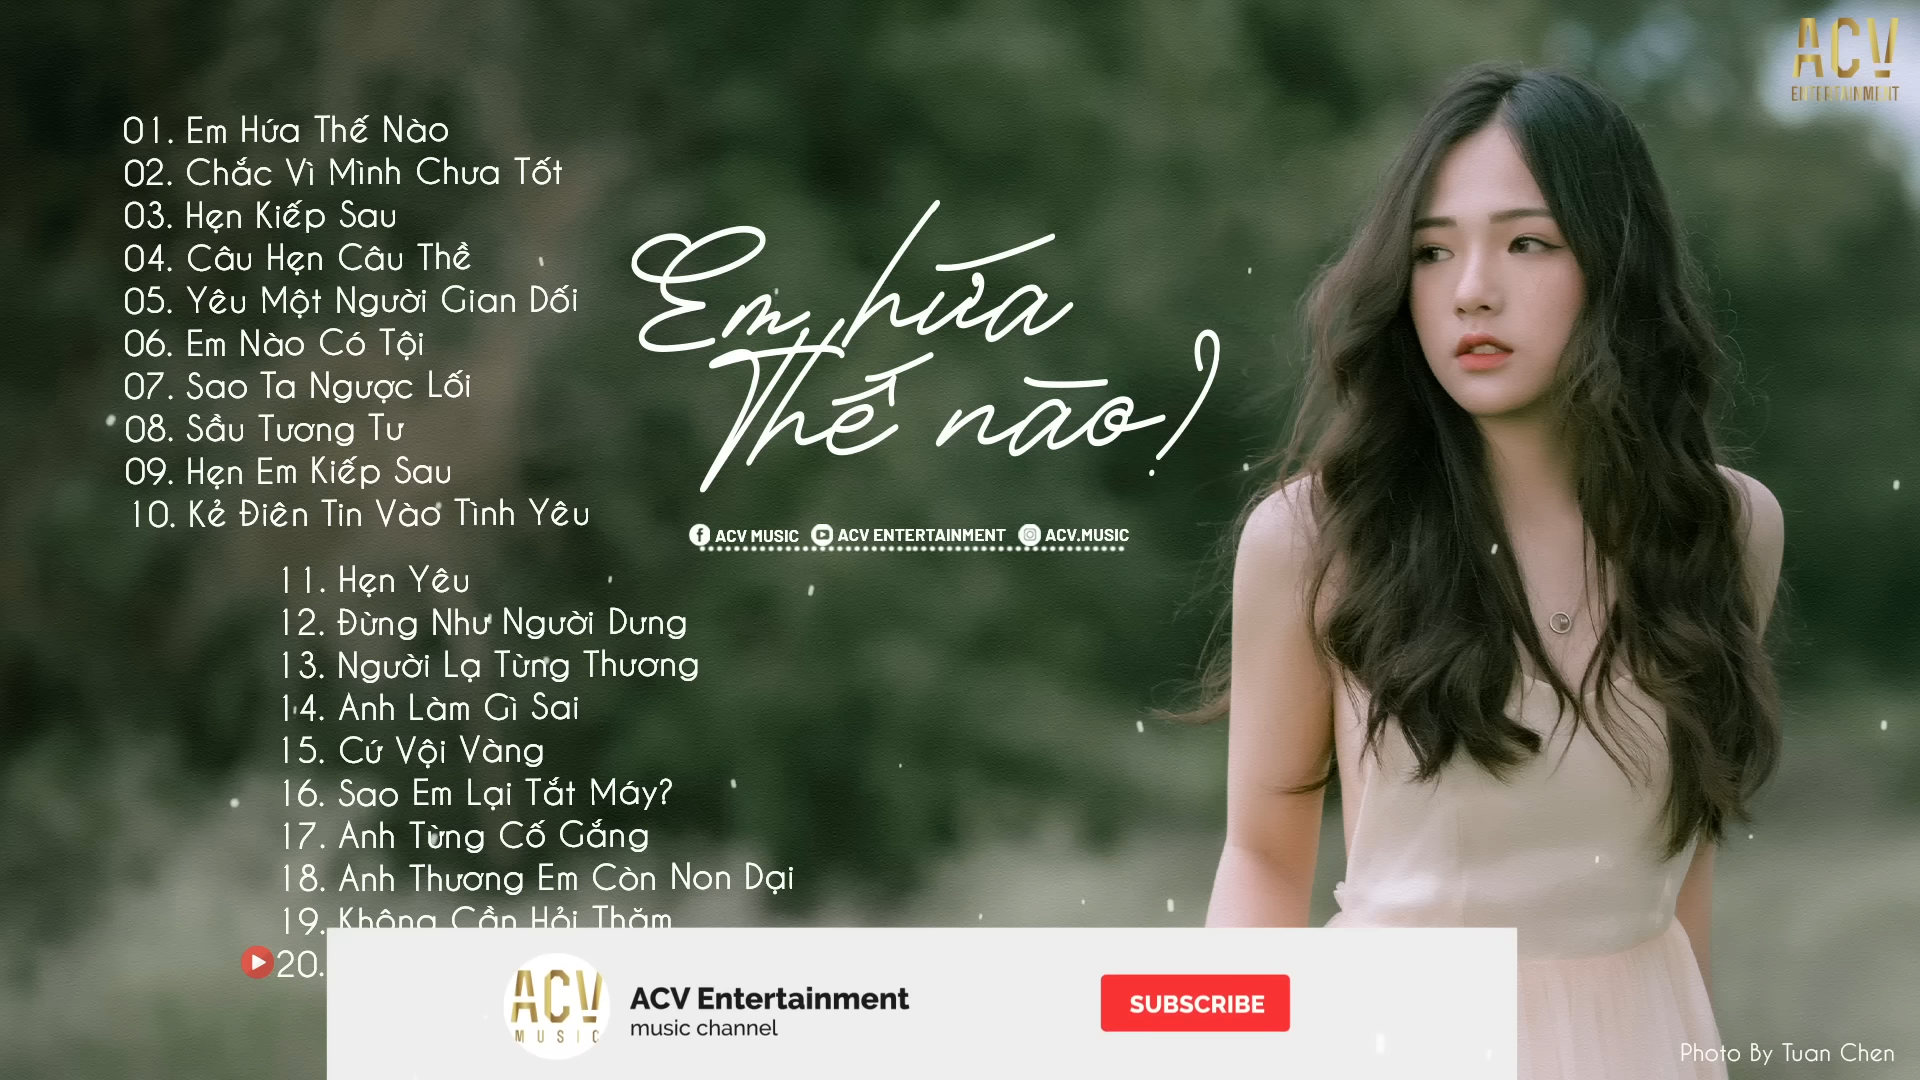 ACV
ENTERTAINMENT
01. Em Hứa Thế Nào
02. Chắc Vì Mình Chưa Tốt
03. Hẹn Kiếp Sau
04. Câu Hẹn Câu Thề
05. Yêu Một Người Gian Dối
06. Em Nào Có Tội
07. Sao Ta Ngược Lối
08. Sầu Tương Tư
09. Hẹn Em Kiếp Sau
10. Kẻ Điên Tin Vào Tình Yêu
Em hứa
Thế nào?
ACV MUSIC ACV ENTERTAINMENT ACV.MUSIC
11. Hẹn Yêu
12. Đừng Như Người Dưng
13. Người Lạ Từng Thương
14. Anh Làm Gì Sai
15. Cứ Vội Vàng
16. Sao Em Lại Tắt Máy?
17. Anh Từng Cố Gắng
18. Anh Thương Em Còn Non Dại
19. Không Cần Hỏi Thăm
20.
ACV
MUSIC
ACV Entertainment
music channel
SUBSCRIBE
Photo By Tuan Chen